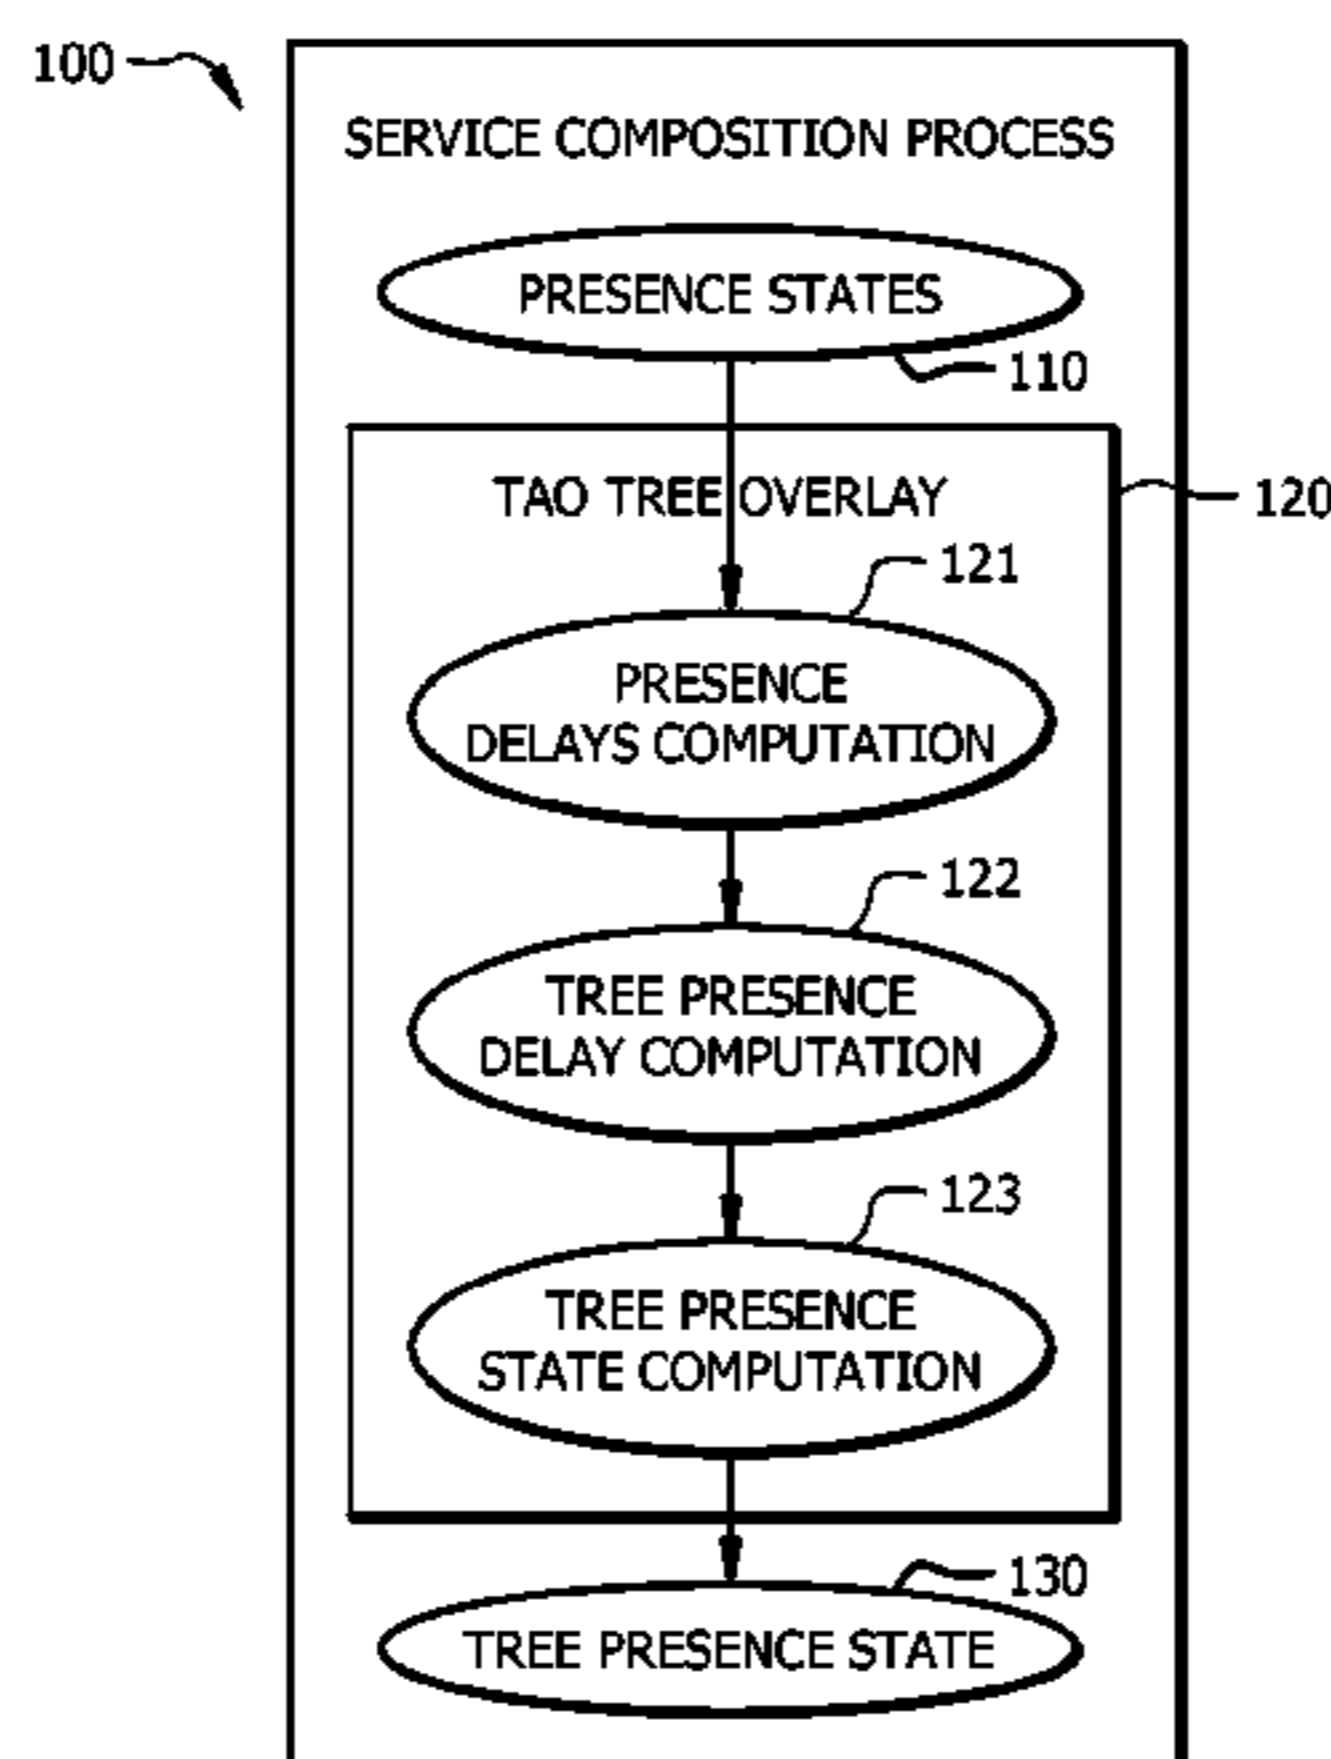 100
SERVICE COMPOSITION PROCESS
PRESENCE STATES
110
TAO TREE OVERLAY
120
121
PRESENCE
DELAYS COMPUTATION
122
TREE PRESENCE
DELAY COMPUTATION
123
TREE PRESENCE
STATE COMPUTATION
130
TREE PRESENCE STATE